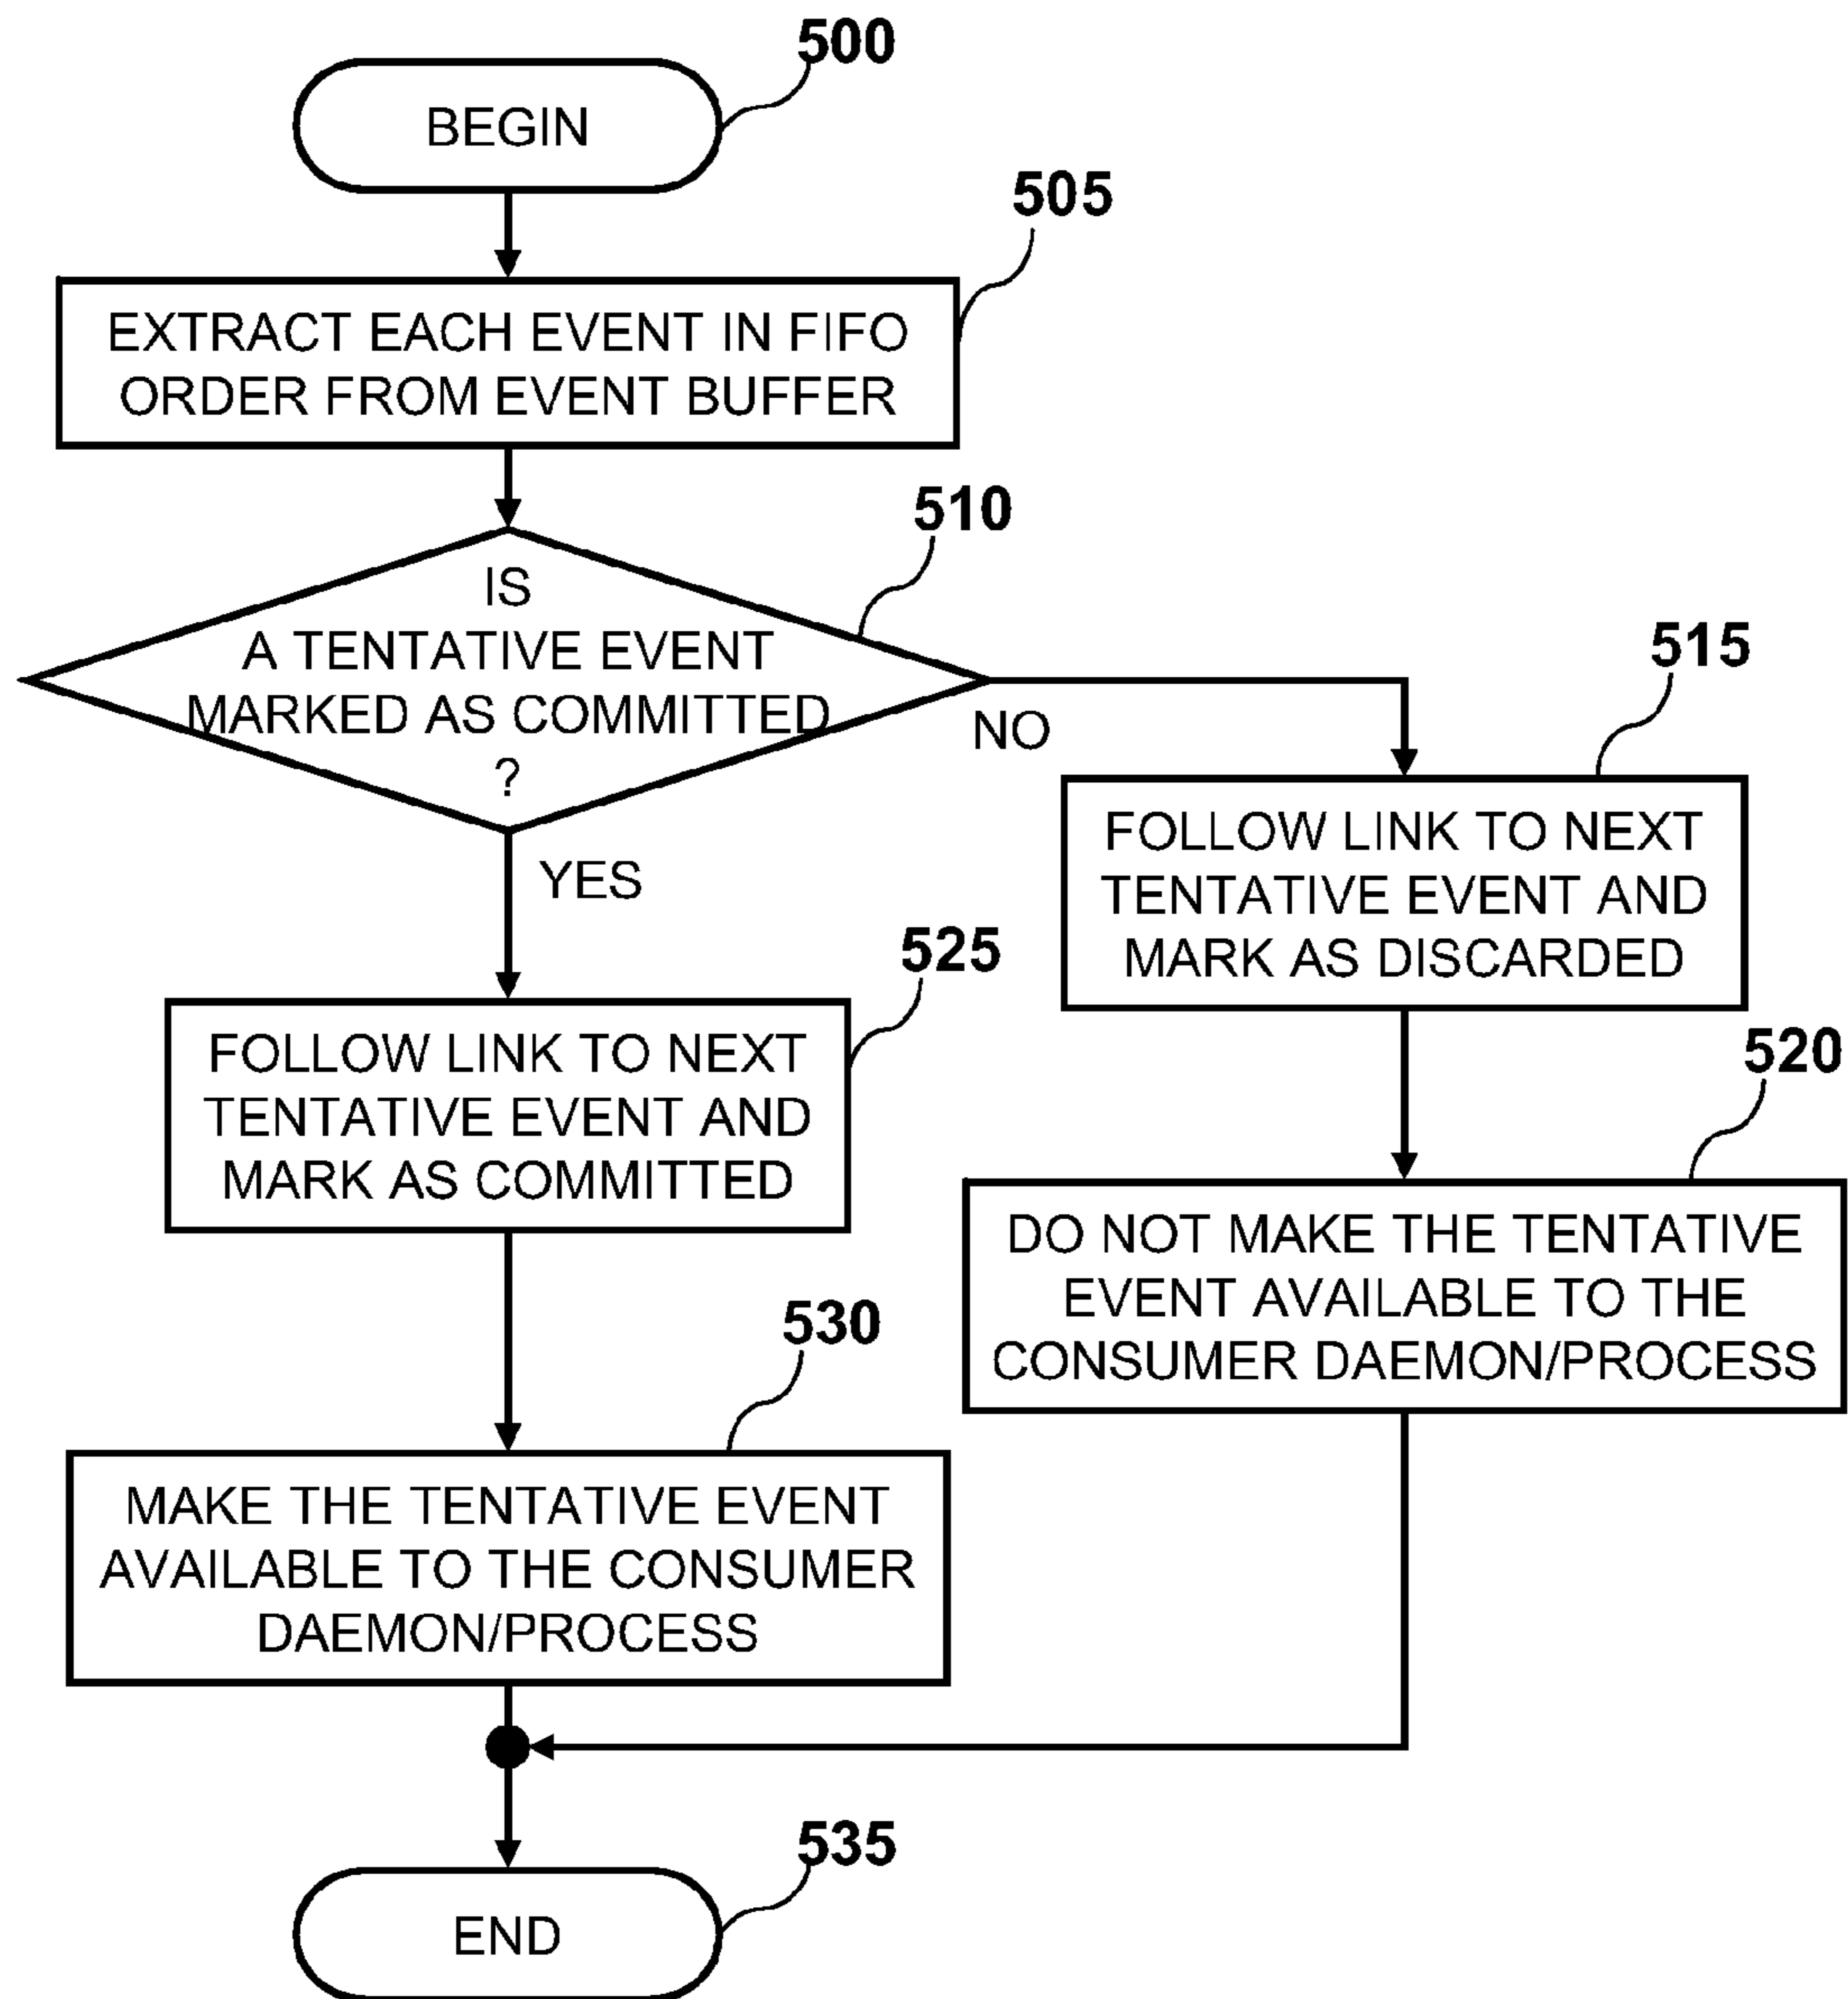 500
BEGIN
505
EXTRACT EACH EVENT IN FIFO
ORDER FROM EVENT BUFFER
510
IS
A TENTATIVE EVENT
MARKED AS COMMITTED
?
NO
YES
515
FOLLOW LINK TO NEXT
TENTATIVE EVENT AND
MARK AS DISCARDED
525
FOLLOW LINK TO NEXT
TENTATIVE EVENT AND
MARK AS COMMITTED
520
DO NOT MAKE THE TENTATIVE
EVENT AVAILABLE TO THE
CONSUMER DAEMON/PROCESS
530
MAKE THE TENTATIVE EVENT
AVAILABLE TO THE CONSUMER
DAEMON/PROCESS
535
END